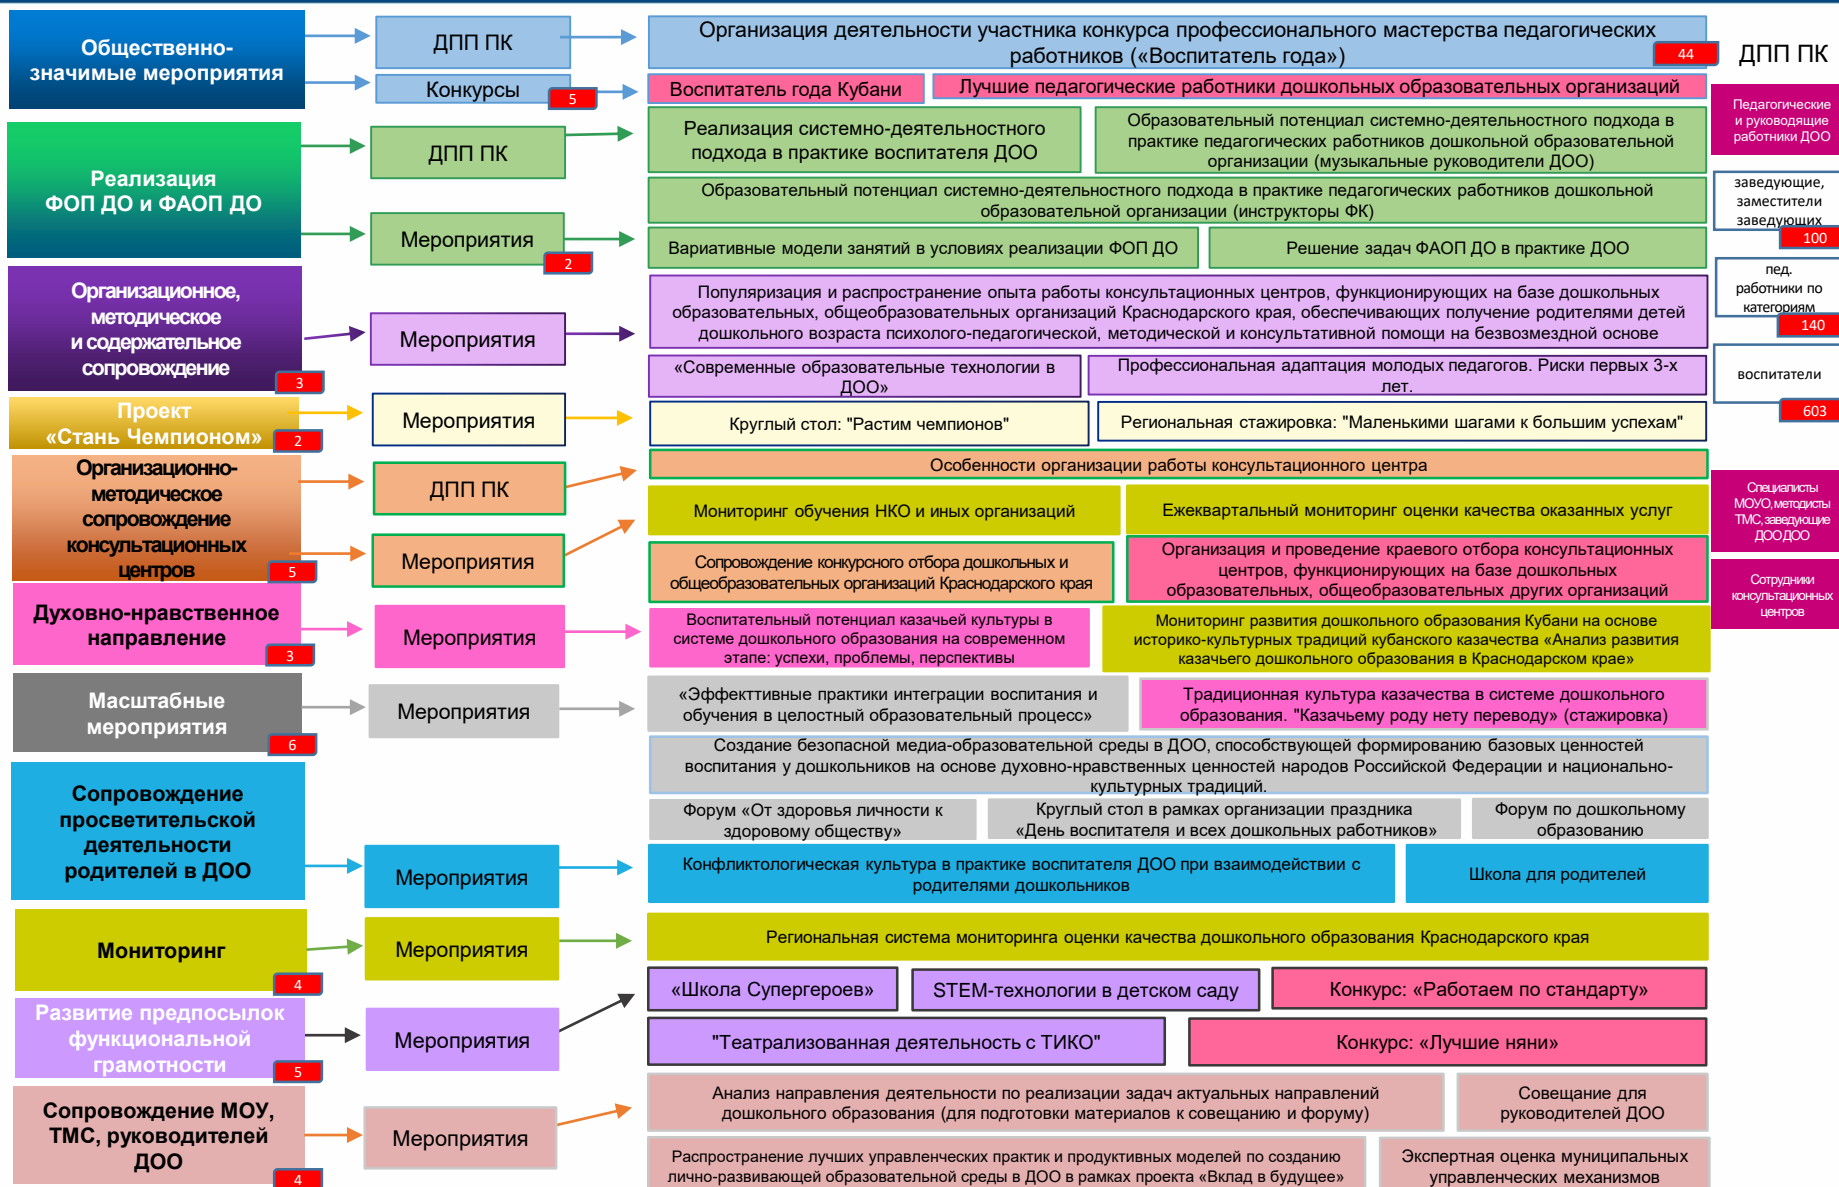 Общественно-
значимые мероприятия
ДПП ПК
Организация деятельности участника конкурса профессионального мастерства педагогических
работников («Воспитатель года»)
44
ДПП ПК
Конкурсы
5
Воспитатель года Кубани
Лучшие педагогические работники дошкольных образовательных организаций
Педагогические
и руководящие
работники ДОО
Реализация
ФОП ДО и ФАОП ДО
ДПП ПК
Реализация системно-деятельностного
подхода в практике воспитателя ДОО
Образовательный потенциал системно-деятельностного подхода в
практике педагогических работников дошкольной образовательной
организации (музыкальные руководители ДОО)
Образовательный потенциал системно-деятельностного подхода в практике педагогических работников дошкольной
образовательной организации (инструкторы ФК)
заведующие,
заместители
заведующих
100
Мероприятия
2
Вариативные модели занятий в условиях реализации ФОП ДО
Решение задач ФАОП ДО в практике ДОО
пед.
работники по
категориям
140
Организационное,
методическое
и содержательное
сопровождение
3
Мероприятия
Популяризация и распространение опыта работы консультационных центров, функционирующих на базе дошкольных
образовательных, общеобразовательных организаций Краснодарского края, обеспечивающих получение родителями детей
дошкольного возраста психолого-педагогической, методической и консультативной помощи на безвозмездной основе
«Современные образовательные технологии в
ДОО»
Профессиональная адаптация молодых педагогов. Риски первых 3-х
лет.
воспитатели
603
Проект
«Стань Чемпионом»
2
Мероприятия
Круглый стол: "Растим чемпионов"
Региональная стажировка: "Маленькими шагами к большим успехам"
Организационно-
методическое
сопровождение
консультационных
центров
5
ДПП ПК
Особенности организации работы консультационного центра
Мероприятия
Мониторинг обучения НКО и иных организаций
Ежеквартальный мониторинг оценки качества оказанных услуг
Сопровождение конкурсного отбора дошкольных и
общеобразовательных организаций Краснодарского края
Организация и проведение краевого отбора консультационных
центров, функционирующих на базе дошкольных
образовательных, общеобразовательных других организаций
Специалисты
МОУО, методисты
ТМС, заведующие
ДОО ДОО
Сотрудники
консультационных
центров
Духовно-нравственное
направление
3
Мероприятия
Воспитательный потенциал казачьей культуры в
системе дошкольного образования на современном
этапе: успехи, проблемы, перспективы
Мониторинг развития дошкольного образования Кубани на основе
историко-культурных традиций кубанского казачества «Анализ развития
казачьего дошкольного образования в Краснодарском крае»
Масштабные
мероприятия
6
Мероприятия
«Эффекттивные практики интеграции воспитания и
обучения в целостный образовательный процесс»
Традиционная культура казачества в системе дошкольного
образования. "Казачьему роду нету переводу» (стажировка)
Создание безопасной медиа-образовательной среды в ДОО, способствующей формированию базовых ценностей
воспитания у дошкольников на основе духовно-нравственных ценностей народов Российской Федерации и национально-
культурных традиций.
Форум «От здоровья личности к
здоровому обществу»
Круглый стол в рамках организации праздника
«День воспитателя и всех дошкольных работников»
Форум по дошкольному
образованию
Сопровождение
просветительской
деятельности
родителей в ДОО
Мероприятия
Конфликтологическая культура в практике воспитателя ДОО при взаимодействии с
родителями дошкольников
Школа для родителей
Мониторинг
4
Мероприятия
Региональная система мониторинга оценки качества дошкольного образования Краснодарского края
Развитие предпосылок
функциональной
грамотности
5
Мероприятия
«Школа Супергероев»
STEM-технологии в детском саду
Конкурс: «Работаем по стандарту»
"Театрализованная деятельность с ТИКО"
Конкурс: «Лучшие няни»
Сопровождение МОУ,
ТМС, руководителей
ДОО
4
Мероприятия
Анализ направления деятельности по реализации задач актуальных направлений
дошкольного образования (для подготовки материалов к совещанию и форуму)
Совещание для
руководителей ДОО
Распространение лучших управленческих практик и продуктивных моделей по созданию
лично-развивающей образовательной среды в ДОО в рамках проекта «Вклад в будущее»
Экспертная оценка муниципальных
управленческих механизмов